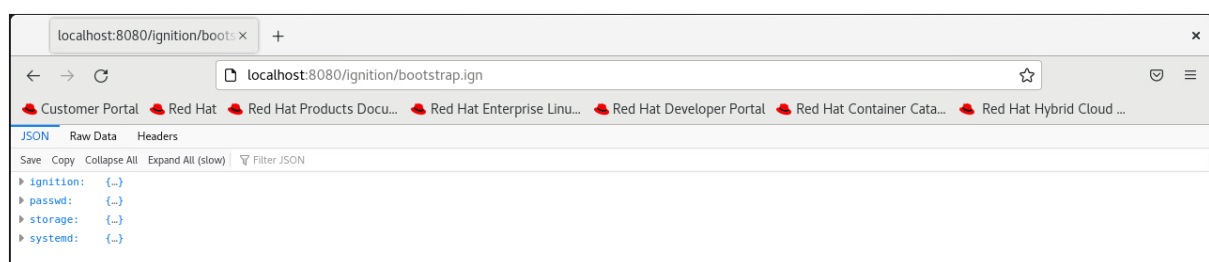 localhost:8080/ignition/boots × +
×
localhost:8080/ignition/bootstrap.ign
Customer Portal Red Hat Red Hat Products Docu... Red Hat Enterprise Linu... Red Hat Developer Portal Red Hat Container Cata... Red Hat Hybrid Cloud ...
JSON Raw Data Headers
Save Copy Collapse All Expand All (slow) Filter JSON
ignition: {…}
passwd: {…}
storage: {…}
systemd: {…}